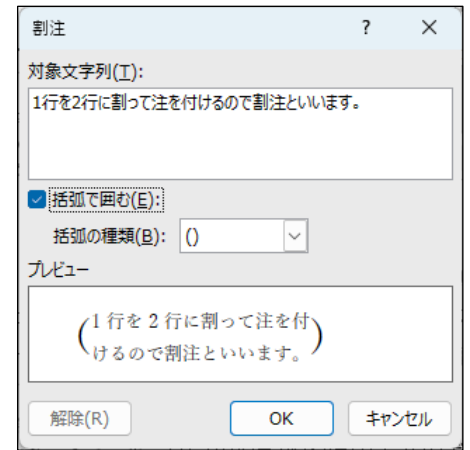 割注 ? ×
対象文字列(T):
1行を2行に割って注を付けるので割注といいます。
括弧で囲む(E):
括弧の種類(B): ()
プレビュー
(1 行を 2 行に割って注を付
けるので割注といいます。)
解除(R) OK キャンセル